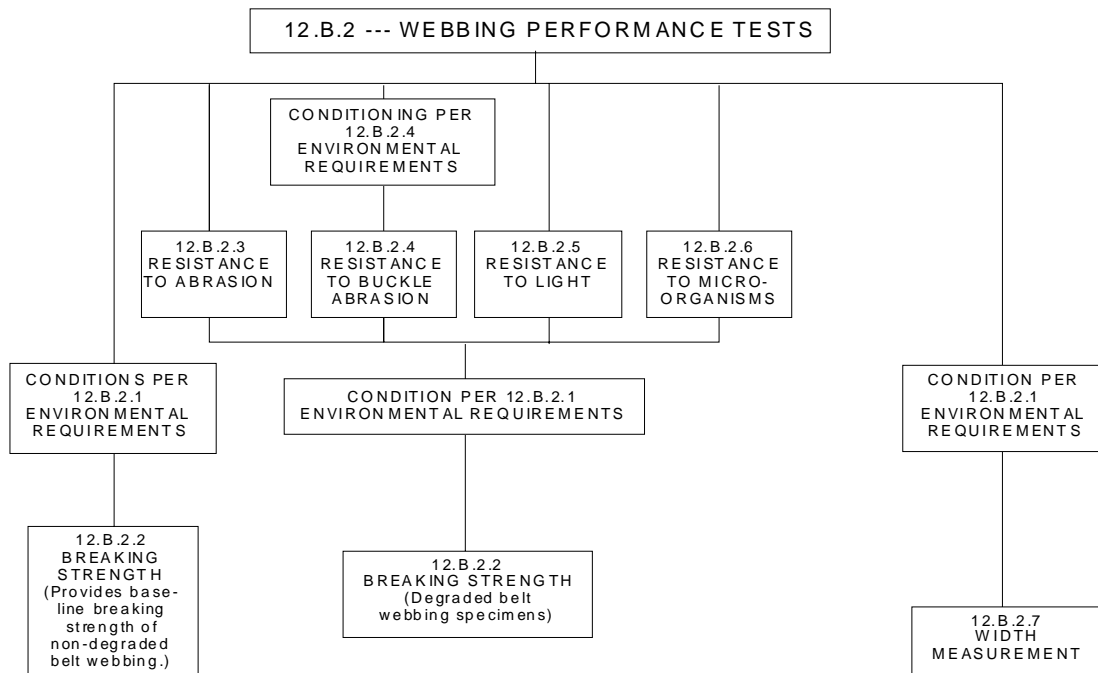 12.B.2 --- WEBBING PERFORMANCE TESTS
CONDITIONING PER
12.B.2.4
ENVIRONMENTAL
REQUIREMENTS
12.B.2.3
RESISTANCE
TO ABRASION
12.B.2.4
RESISTANCE
TO BUCKLE
ABRASION
12.B.2.5
RESISTANCE
TO LIGHT
12.B.2.6
RESISTANCE
TO MICRO-
ORGANISMS
CONDITIONS PER
12.B.2.1
ENVIRONMENTAL
REQUIREMENTS
CONDITION PER 12.B.2.1
ENVIRONMENTAL REQUIREMENTS
CONDITION PER
12.B.2.1
ENVIRONMENTAL
REQUIREMENTS
12.B.2.2
BREAKING
STRENGTH
(Provides base-
line breaking
strength of
non-degraded
belt webbing.)
12.B.2.2
BREAKING STRENGTH
(Degraded belt
webbing specimens)
12.B.2.7
WIDTH
MEASUREMENT